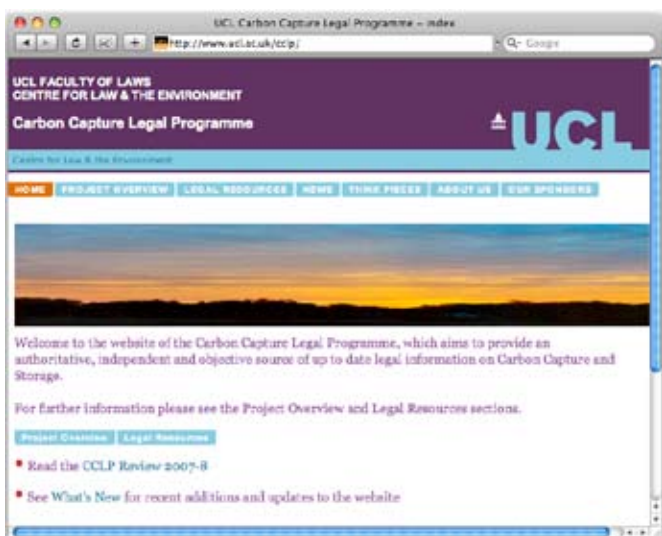 UCL Carbon Capture Legal Programme – index
http://www.ucl.ac.uk/cclp/
Google
UCL FACULTY OF LAWS
CENTRE FOR LAW & THE ENVIRONMENT
Carbon Capture Legal Programme
UCL
Centre for Law & the Environment
HOME PROJECT OVERVIEW LEGAL RESOURCES NEWS THINK PIECES ABOUT US OUR SPONSORS
Welcome to the website of the Carbon Capture Legal Programme, which aims to provide an
authoritative, independent and objective source of up to date legal information on Carbon Capture and
Storage.
For further information please see the Project Overview and Legal Resources sections.
Project Overview Legal Resources
Read the CCLP Review 2007-8
See What's New for recent additions and updates to the website